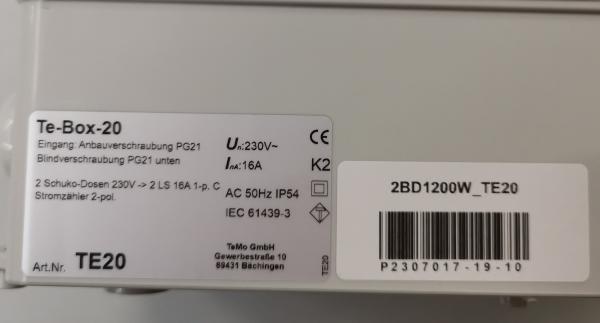 Te-Box-20
Eingang: Anbauverschraubung PG21
Blindverschraubung PG21 unten
2 Schuko-Dosen 230V -> 2 LS 16A 1-p. C
Stromzähler 2-pol.
Art.Nr. TE20
Un:230V~
InA:16A
AC 50Hz IP54
IEC 61439-3
TeMo GmbH
Gewerbestraße 10
89431 Bächingen
CE
K2
TE20
2BD1200W_TE20
P2307017-19-10